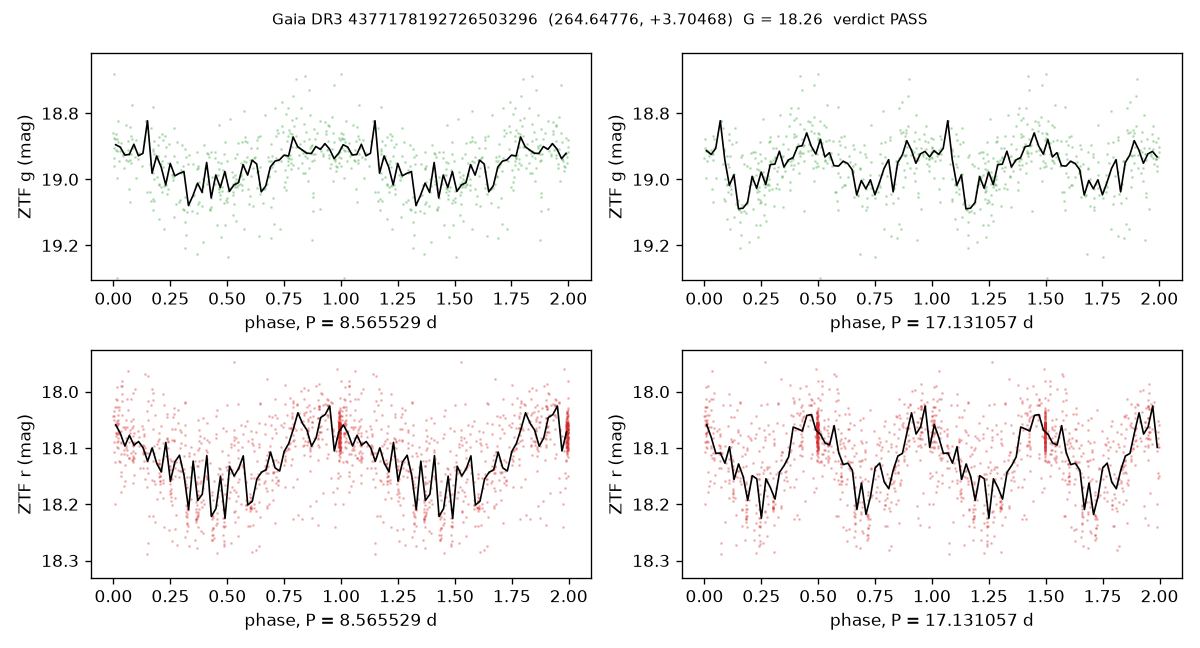 Gaia DR3 4377178192726503296  (264.64776, +3.70468)  G = 18.26  verdict PASS
ZTF g (mag)
18.8
19.0
19.2
0.00 0.25 0.50 0.75 1.00 1.25 1.50 1.75 2.00
phase, P = 8.565529 d
ZTF g (mag)
18.8
19.0
19.2
0.00 0.25 0.50 0.75 1.00 1.25 1.50 1.75 2.00
phase, P = 17.131057 d
ZTF r (mag)
18.0
18.1
18.2
18.3
0.00 0.25 0.50 0.75 1.00 1.25 1.50 1.75 2.00
phase, P = 8.565529 d
ZTF r (mag)
18.0
18.1
18.2
18.3
0.00 0.25 0.50 0.75 1.00 1.25 1.50 1.75 2.00
phase, P = 17.131057 d